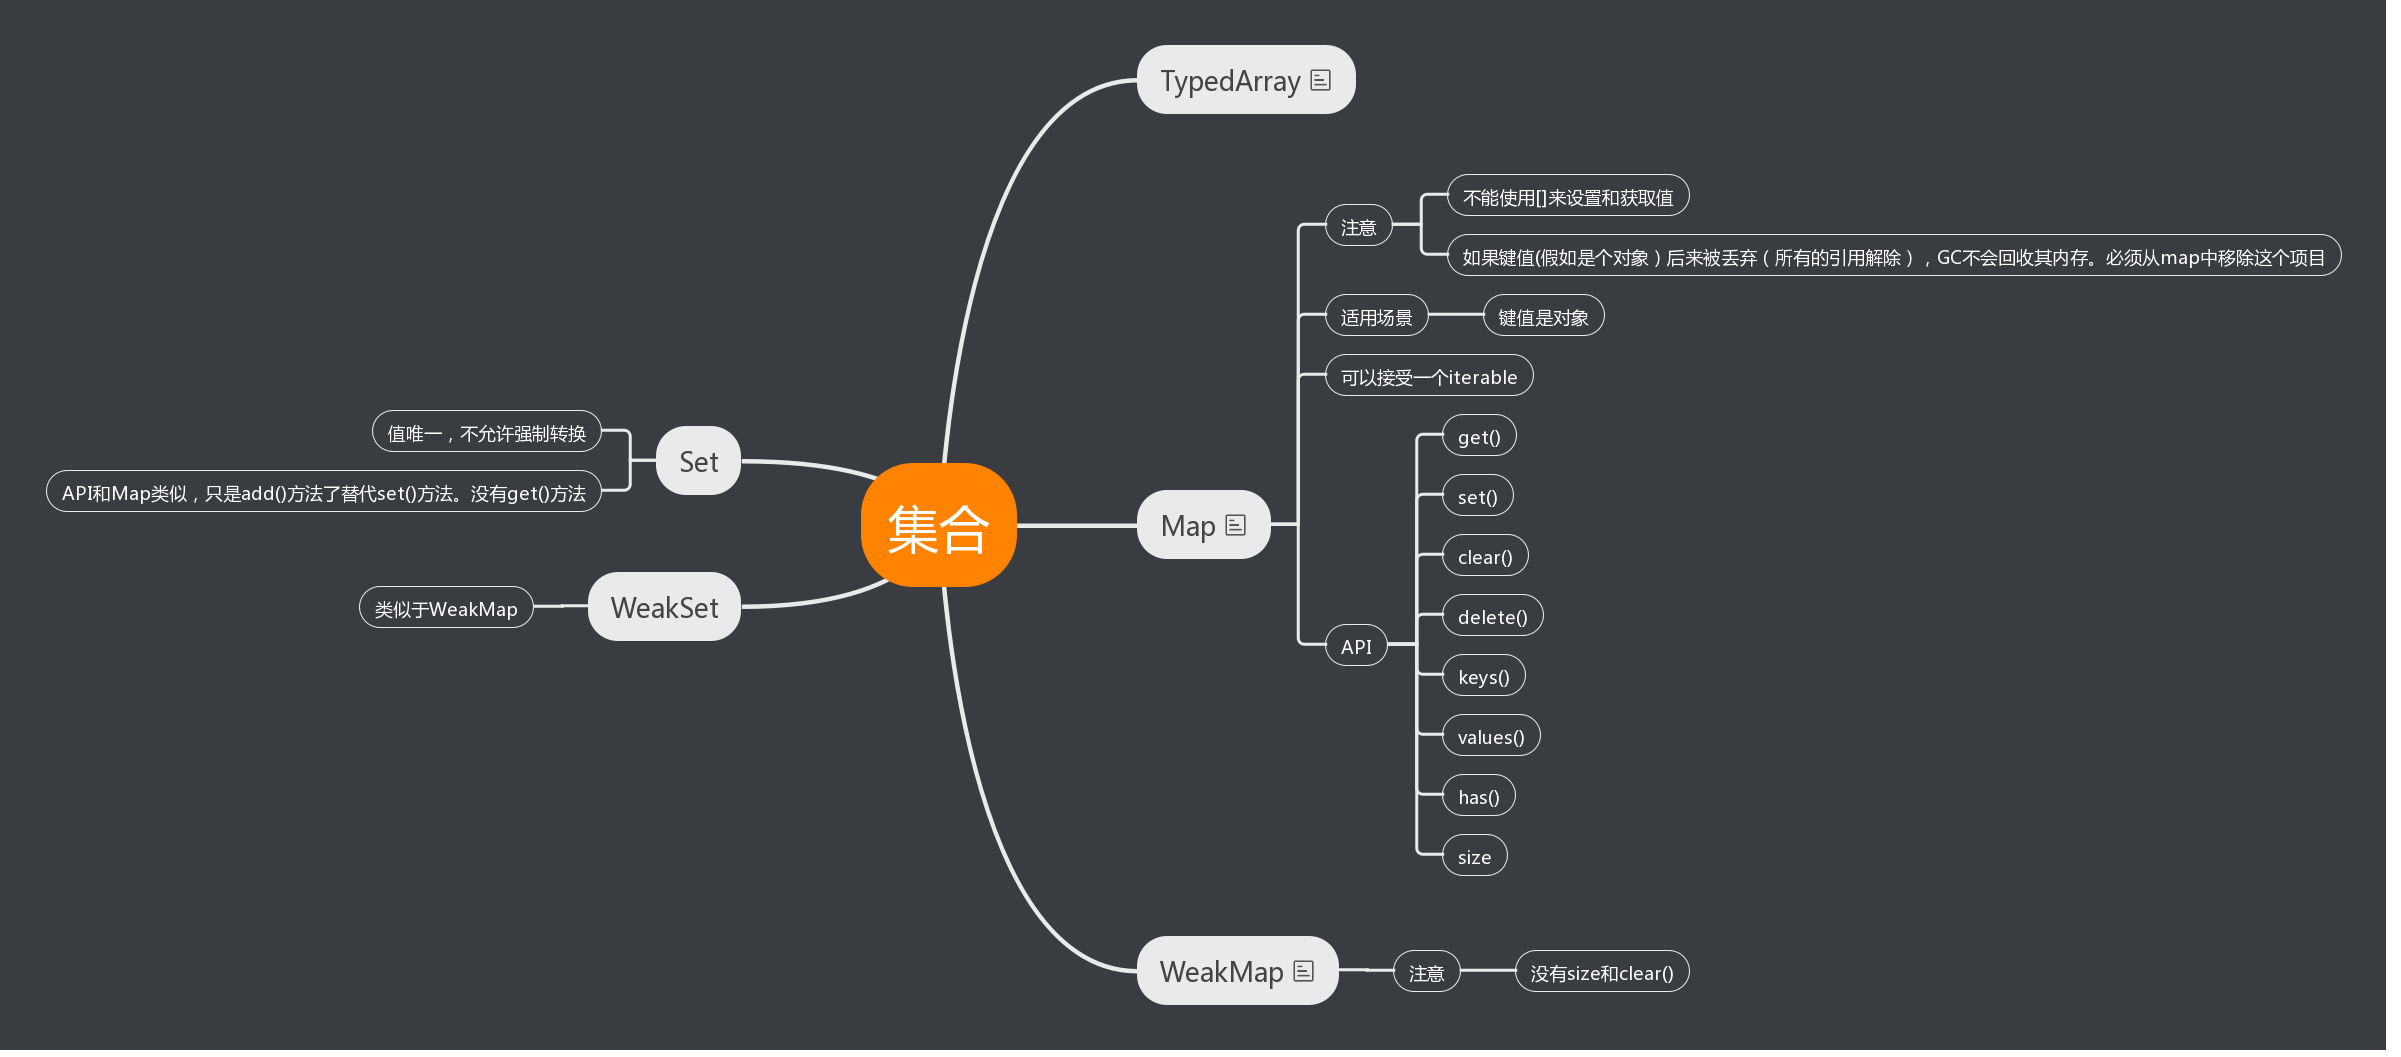 集合
TypedArray
Map
注意
不能使用[]来设置和获取值
如果键值(假如是个对象）后来被丢弃（所有的引用解除），GC不会回收其内存。必须从map中移除这个项目
适用场景
键值是对象
可以接受一个iterable
API
get()
set()
clear()
delete()
keys()
values()
has()
size
WeakMap
注意
没有size和clear()
Set
值唯一，不允许强制转换
API和Map类似，只是add()方法了替代set()方法。没有get()方法
WeakSet
类似于WeakMap